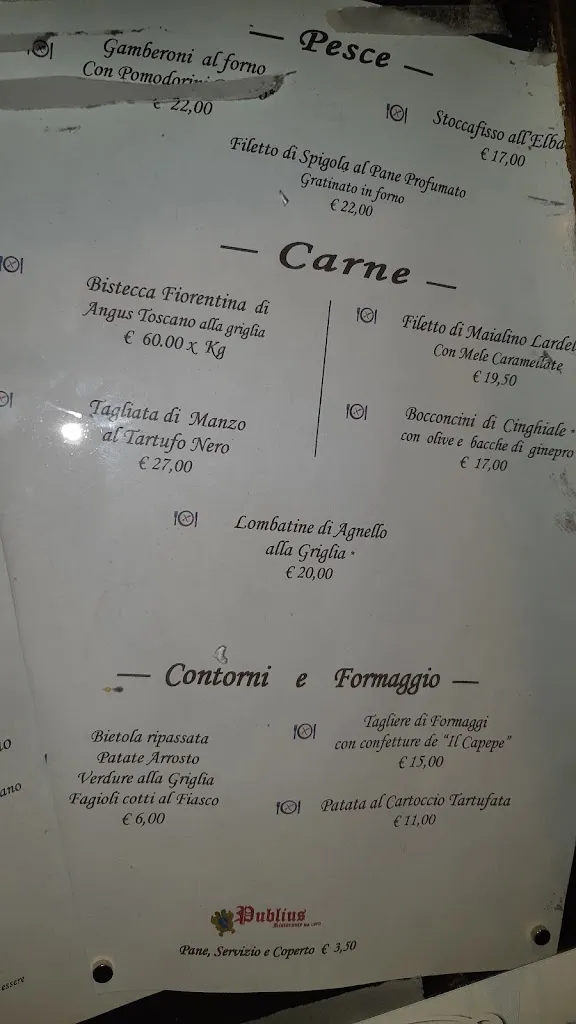 — Pesce —
Gamberoni al forno
Con Pomodorini
€ 22,00
Stoccafisso all'Elba
€ 17,00
Filetto di Spigola al Pane Profumato
Gratinato in forno
€ 22,00
— Carne —
Bistecca Fiorentina di
Angus Toscano alla griglia
€ 60.00 x Kg
Filetto di Maialino Lardel
Con Mele Caramellate
€ 19,50
Tagliata di Manzo
al Tartufo Nero
€ 27,00
Bocconcini di Cinghiale *
con olive e bacche di ginepro
€ 17,00
Lombatine di Agnello
alla Griglia *
€ 20,00
— Contorni e Formaggio —
Bietola ripassata
Patate Arrosto
Verdure alla Griglia
Fagioli cotti al Fiasco
€ 6,00
Tagliere di Formaggi
con confetture de "Il Capepe"
€ 15,00
Patata al Cartoccio Tartufata
€ 11,00
Publius
Ristorante
Pane, Servizio e Coperto € 3,50
ano
essere